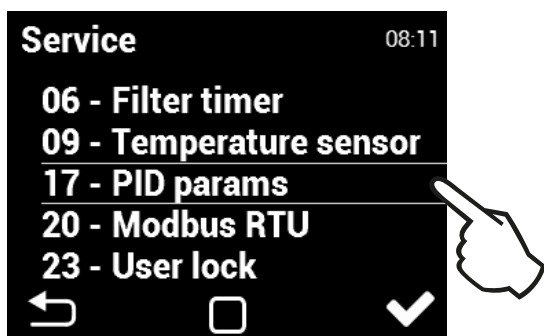 Service 08:11
06 - Filter timer
09 - Temperature sensor
17 - PID params
20 - Modbus RTU
23 - User lock